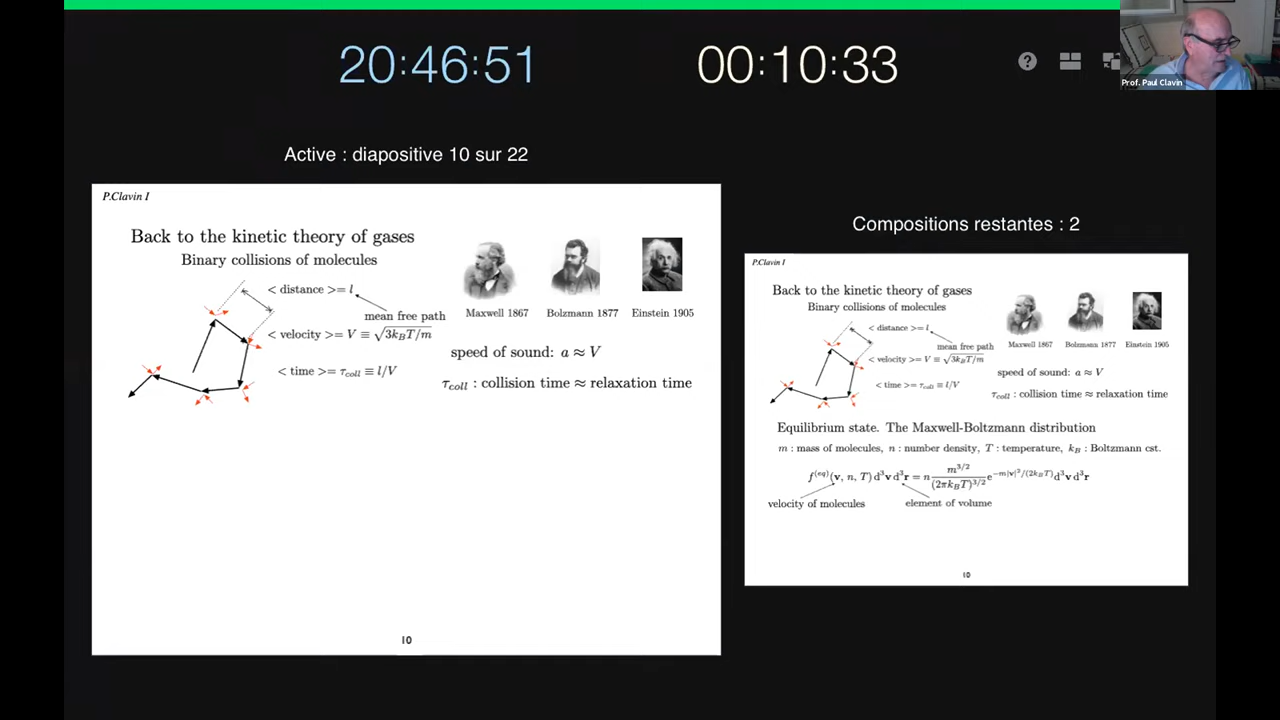 20:46:51
00:10:33
Prof. Paul Clavin
Active : diapositive 10 sur 22
P.Clavin I
Back to the kinetic theory of gases
Binary collisions of molecules
< distance >= l
mean free path
< velocity >= V ≡ √(3k_BT/m)
< time >= τ_coll ≡ l/V
Maxwell 1867
Bolzmann 1877
Einstein 1905
speed of sound: a ≈ V
τ_coll : collision time ≈ relaxation time
10
Compositions restantes : 2
P.Clavin I
Back to the kinetic theory of gases
Binary collisions of molecules
< distance >= l
mean free path
< velocity >= V ≡ √(3k_BT/m)
< time >= τ_coll ≡ l/V
Maxwell 1867
Bolzmann 1877
Einstein 1905
speed of sound: a ≈ V
τ_coll : collision time ≈ relaxation time
Equilibrium state. The Maxwell-Boltzmann distribution
m : mass of molecules, n : number density, T : temperature, k_B : Boltzmann cst.
f^(eq)(v, n, T) d³v d³r = n m^3/2/(2πk_BT)^3/2 e^−m|v|²/(2k_BT) d³v d³r
velocity of molecules
element of volume
10